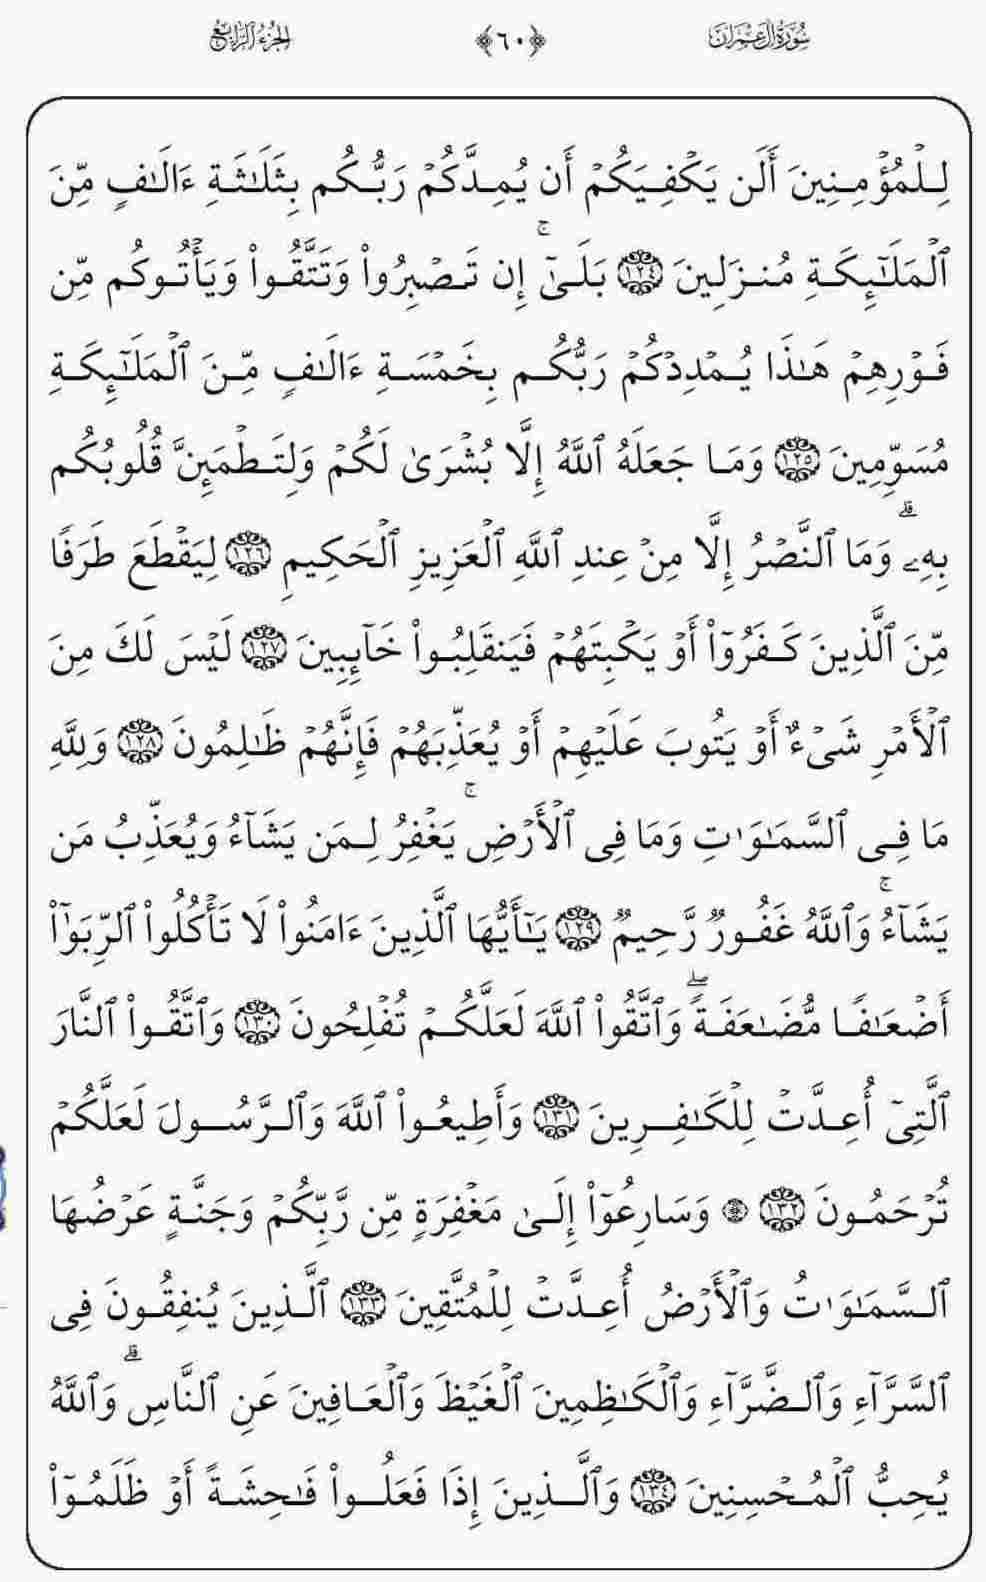 سُورَةُ آلِ عِمْرَانَ ﴿٦٠﴾ الجُزْءُ الرَّابِعُ
لِلْمُؤْمِنِينَ أَلَن يَكْفِيَكُمْ أَن يُمِدَّكُمْ رَبُّكُم بِثَلَٰثَةِ ءَالَٰفٍ مِّنَ
ٱلْمَلَٰٓئِكَةِ مُنزَلِينَ ١٢٤ بَلَىٰٓۚ إِن تَصْبِرُوا۟ وَتَتَّقُوا۟ وَيَأْتُوكُم مِّن
فَوْرِهِمْ هَٰذَا يُمْدِدْكُمْ رَبُّكُم بِخَمْسَةِ ءَالَٰفٍ مِّنَ ٱلْمَلَٰٓئِكَةِ
مُسَوِّمِينَ ١٢٥ وَمَا جَعَلَهُ ٱللَّهُ إِلَّا بُشْرَىٰ لَكُمْ وَلِتَطْمَئِنَّ قُلُوبُكُم
بِهِۦۗ وَمَا ٱلنَّصْرُ إِلَّا مِنْ عِندِ ٱللَّهِ ٱلْعَزِيزِ ٱلْحَكِيمِ ١٢٦ لِيَقْطَعَ طَرَفًا
مِّنَ ٱلَّذِينَ كَفَرُوٓا۟ أَوْ يَكْبِتَهُمْ فَيَنقَلِبُوا۟ خَآئِبِينَ ١٢٧ لَيْسَ لَكَ مِنَ
ٱلْأَمْرِ شَىْءٌ أَوْ يَتُوبَ عَلَيْهِمْ أَوْ يُعَذِّبَهُمْ فَإِنَّهُمْ ظَٰلِمُونَ ١٢٨ وَلِلَّهِ
مَا فِى ٱلسَّمَٰوَٰتِ وَمَا فِى ٱلْأَرْضِۚ يَغْفِرُ لِمَن يَشَآءُ وَيُعَذِّبُ مَن
يَشَآءُۚ وَٱللَّهُ غَفُورٌ رَّحِيمٌ ١٢٩ يَٰٓأَيُّهَا ٱلَّذِينَ ءَامَنُوا۟ لَا تَأْكُلُوا۟ ٱلرِّبَوٰٓا۟
أَضْعَٰفًا مُّضَٰعَفَةًۖ وَٱتَّقُوا۟ ٱللَّهَ لَعَلَّكُمْ تُفْلِحُونَ ١٣٠ وَٱتَّقُوا۟ ٱلنَّارَ
ٱلَّتِىٓ أُعِدَّتْ لِلْكَٰفِرِينَ ١٣١ وَأَطِيعُوا۟ ٱللَّهَ وَٱلرَّسُولَ لَعَلَّكُمْ
تُرْحَمُونَ ١٣٢ ۞ وَسَارِعُوٓا۟ إِلَىٰ مَغْفِرَةٍ مِّن رَّبِّكُمْ وَجَنَّةٍ عَرْضُهَا
ٱلسَّمَٰوَٰتُ وَٱلْأَرْضُ أُعِدَّتْ لِلْمُتَّقِينَ ١٣٣ ٱلَّذِينَ يُنفِقُونَ فِى
ٱلسَّرَّآءِ وَٱلضَّرَّآءِ وَٱلْكَٰظِمِينَ ٱلْغَيْظَ وَٱلْعَافِينَ عَنِ ٱلنَّاسِۗ وَٱللَّهُ
يُحِبُّ ٱلْمُحْسِنِينَ ١٣٤ وَٱلَّذِينَ إِذَا فَعَلُوا۟ فَٰحِشَةً أَوْ ظَلَمُوٓا۟